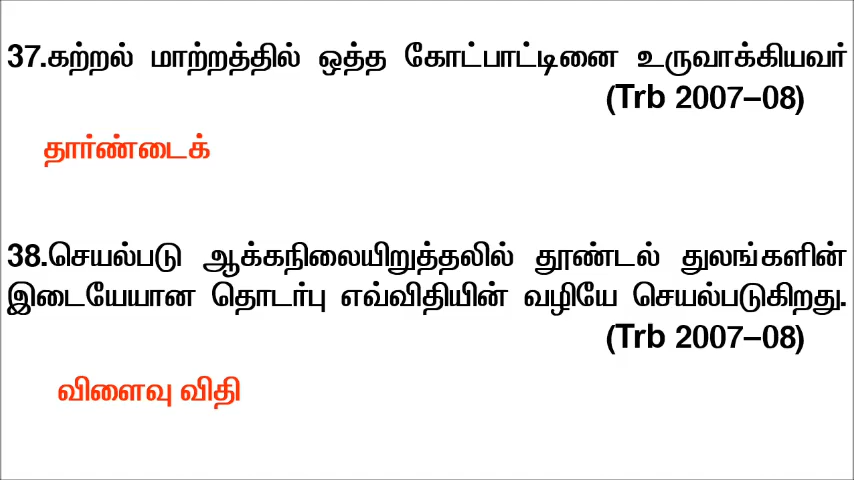 37.கற்றல் மாற்றத்தில் ஒத்த கோட்பாட்டினை உருவாக்கியவர்
(Trb 2007–08)
தார்ண்டைக்
38.செயல்படு ஆக்கநிலையிறுத்தலில் தூண்டல் துலங்களின்
இடையேயான தொடர்பு எவ்விதியின் வழியே செயல்படுகிறது.
(Trb 2007–08)
விளைவு விதி